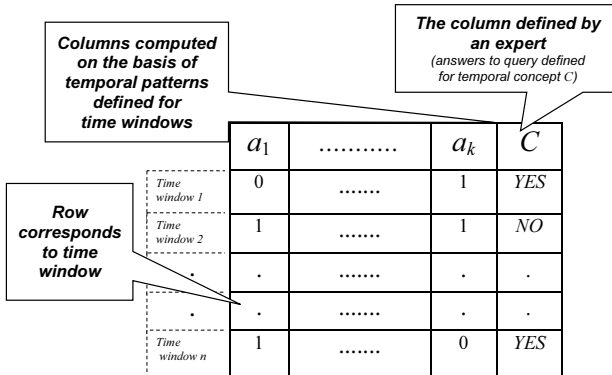 Columns computed
on the basis of
temporal patterns
defined for
time windows
The column defined by
an expert
(answers to query defined
for temporal concept C)
a1 ........... ak C
Time
window 1
0 ....... 1 YES
Row
corresponds
to time
window
Time
window 2
1 ....... 1 NO
. . ....... . .
. . ....... . .
Time
window n
1 ....... 0 YES